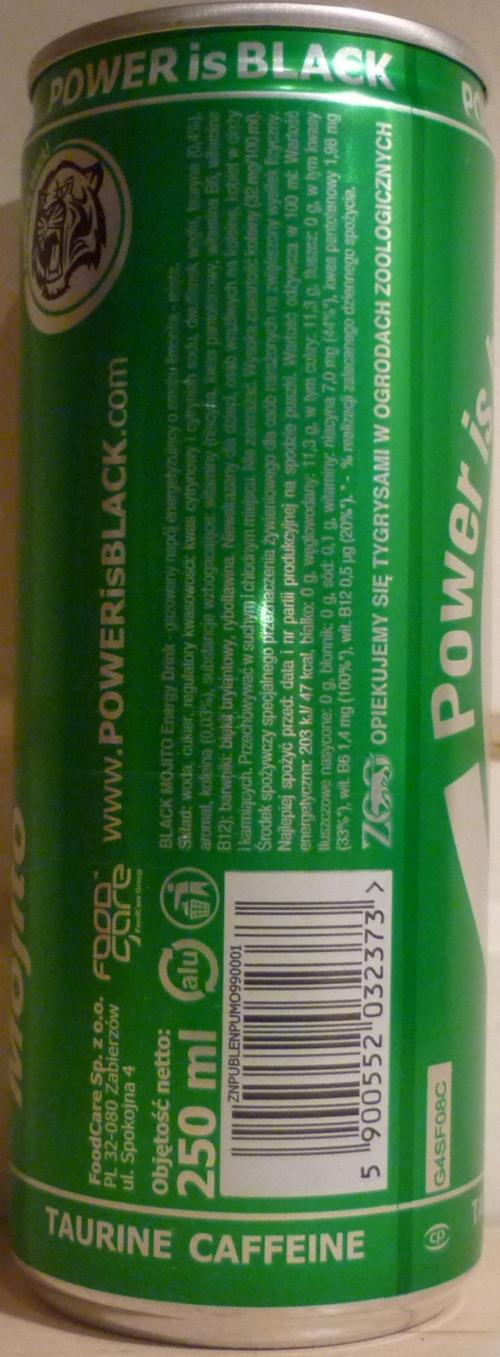 POWER is BLACK
PO
www.POWERisBLACK.com
BLACK MOJITO Energy Drink - gazowany napój energetyzujący o smaku limonka - mięta.
Skład: woda, cukier, regulatory kwasowości: kwas cytrynowy i cytryniany sodu, dwutlenek węgla, tauryna (0,4%),
aromat, kofeina (0,03%), substancje wzbogacające: witaminy (niacyna, kwas pantotenowy, witamina B6, witamina
B12); barwniki: błękit brylantowy, ryboflawina. Niewskazany dla dzieci, osób wrażliwych na kofeinę, kobiet w ciąży
i karmiących. Przechowywać w suchym i chłodnym miejscu. Nie zamrażać. Wysoka zawartość kofeiny (32 mg/100 ml).
Środek spożywczy specjalnego przeznaczenia żywieniowego dla osób narażonych na zwiększony wysiłek fizyczny.
Najlepiej spożyć przed: data i nr partii produkcyjnej na spodzie puszki. Wartość odżywcza w 100 ml: Wartość
energetyczna: 203 kJ/ 47 kcal, białko: 0 g, węglowodany: 11,3 g, w tym cukry: 11,3 g, tłuszcz: 0 g, w tym kwasy
tłuszczowe nasycone: 0 g, błonnik: 0 g, sód: 0,1 g, witaminy: niacyna 7,0 mg (44%*), kwas pantotenowy 1,98 mg
(33%*), wit. B6 1,4 mg (100%*), wit. B12 0,5 µg (20%*). * - % realizacji zalecanego dziennego spożycia.
ZOO OPIEKUJEMY SIĘ TYGRYSAMI W OGRODACH ZOOLOGICZNYCH
Mojito
FoodCare Sp. z o.o.
PL 32-080 Zabierzów
ul. Spokojna 4
FOOD care™
FoodCare Group
Objętość netto:
250 ml
alu
ZNPUBLENPUMO990001
5 900552 032373 >
G4SF08C
Power is
TAURINE CAFFEINE
TA